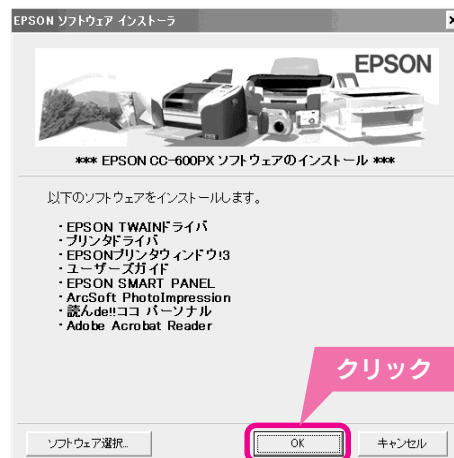 EPSON ソフトウェア インストーラ
EPSON
*** EPSON CC-600PX ソフトウェアのインストール ***
以下のソフトウェアをインストールします。
・EPSON TWAINドライバ
・プリンタドライバ
・EPSONプリンタウィンドウ!3
・ユーザーズガイド
・EPSON SMART PANEL
・ArcSoft PhotoImpression
・読んde!!ココ パーソナル
・Adobe Acrobat Reader
クリック
ソフトウェア選択...
OK
キャンセル